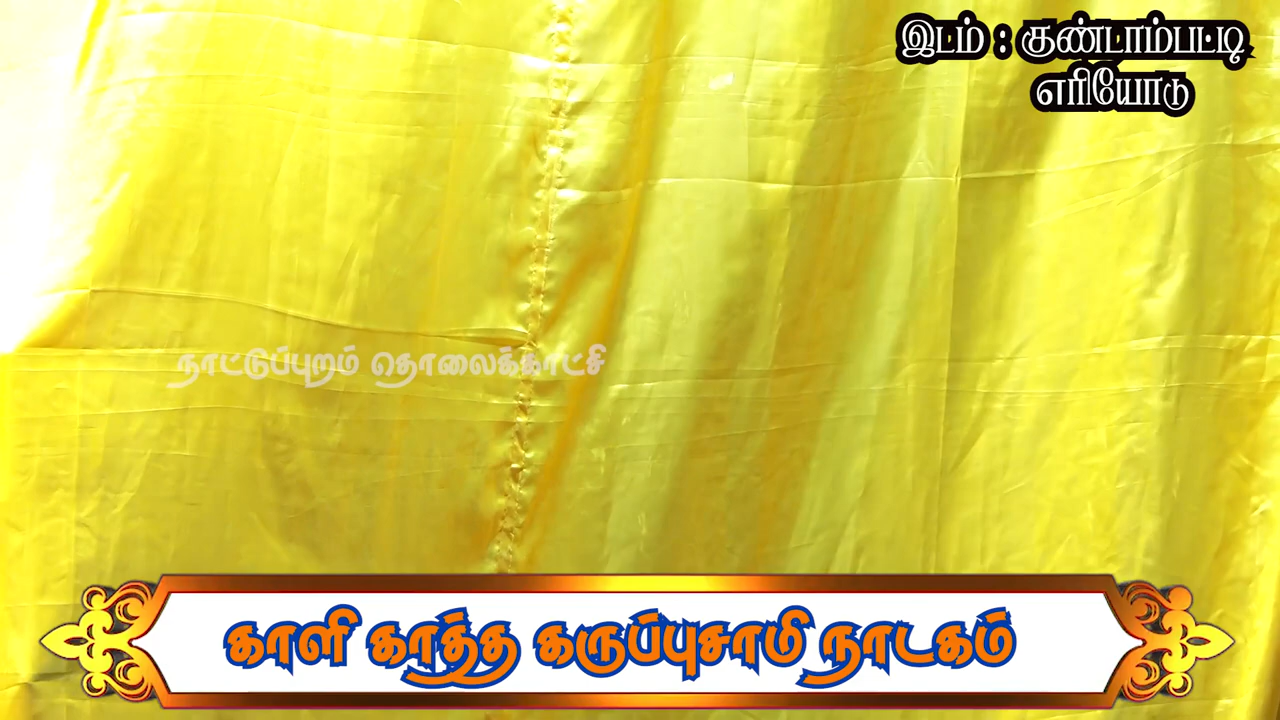 இடம் : குண்டாம்பட்டி
எரியோடு
நாட்டுப்புறம் தொலைக்காட்சி
காளி காத்த கருப்புசாமி நாடகம்